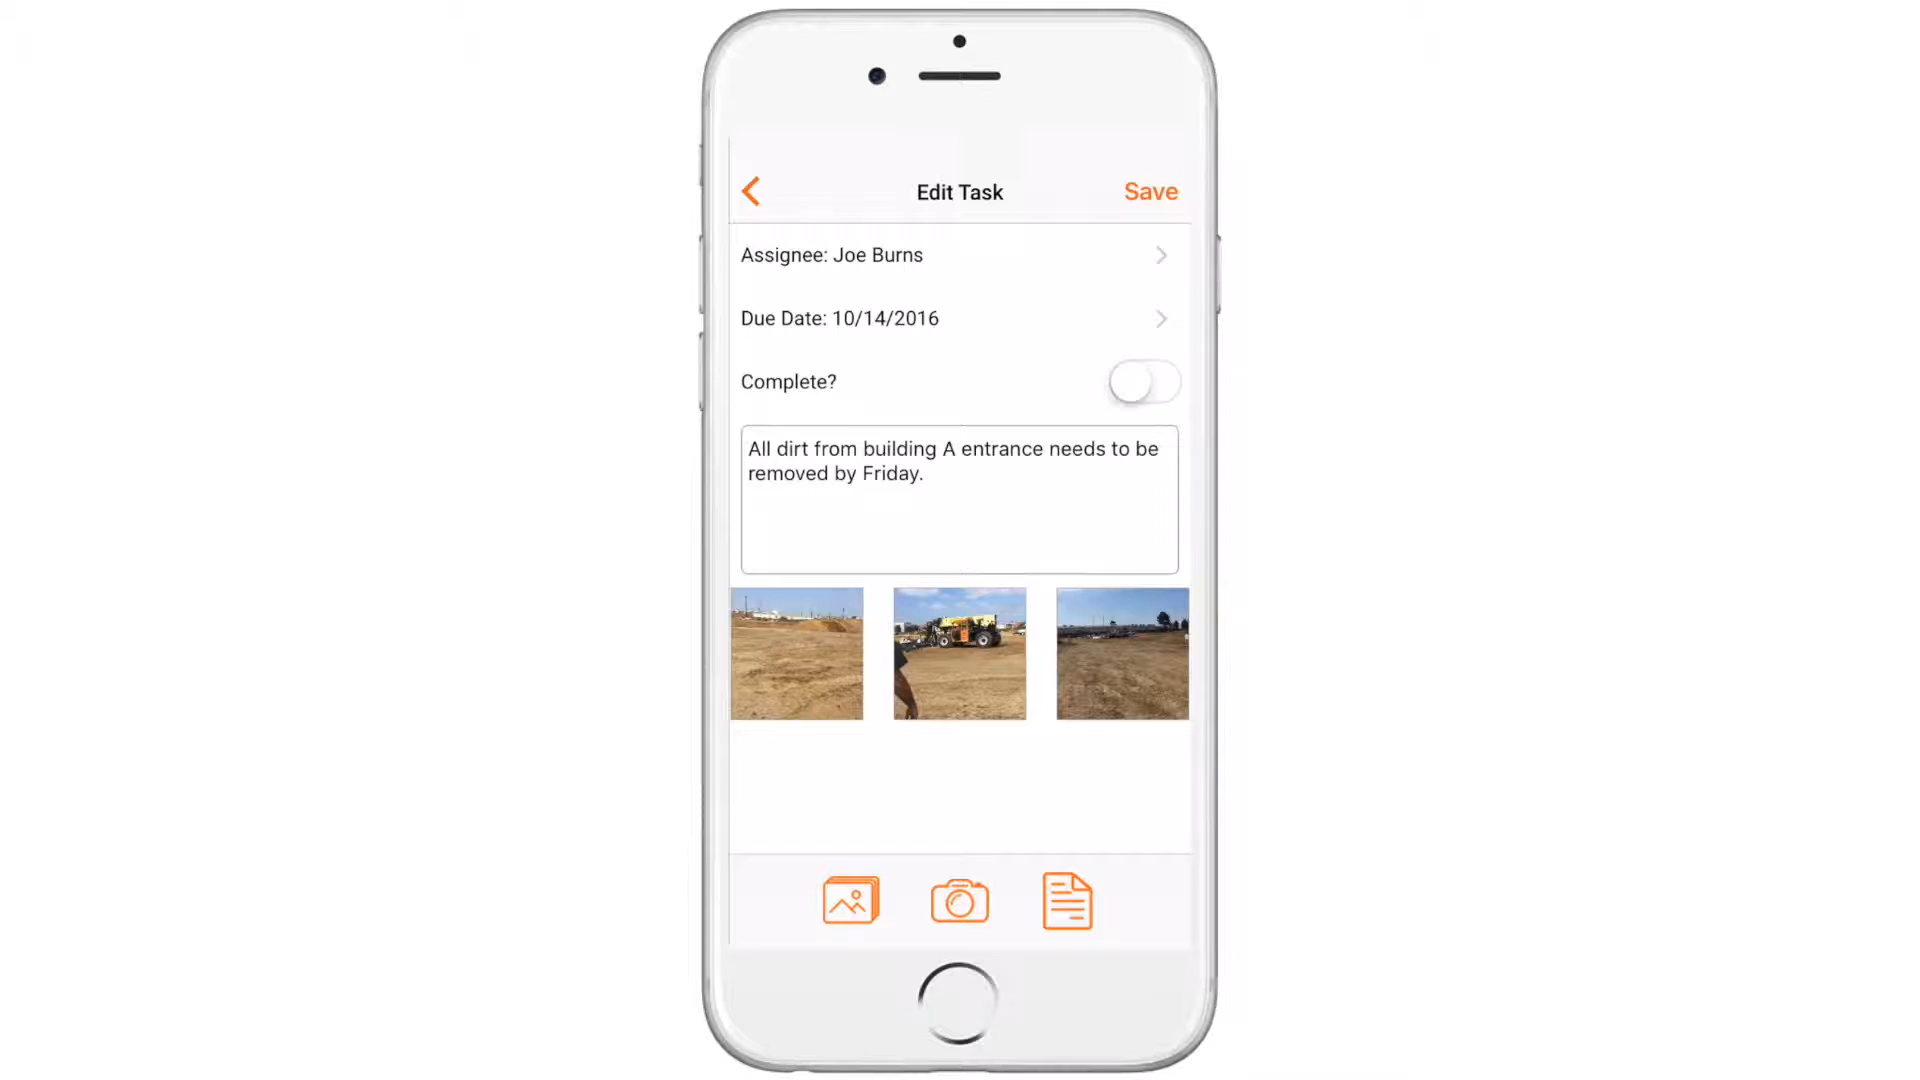 Edit Task
Save
Assignee: Joe Burns
Due Date: 10/14/2016
Complete?
All dirt from building A entrance needs to be
removed by Friday.